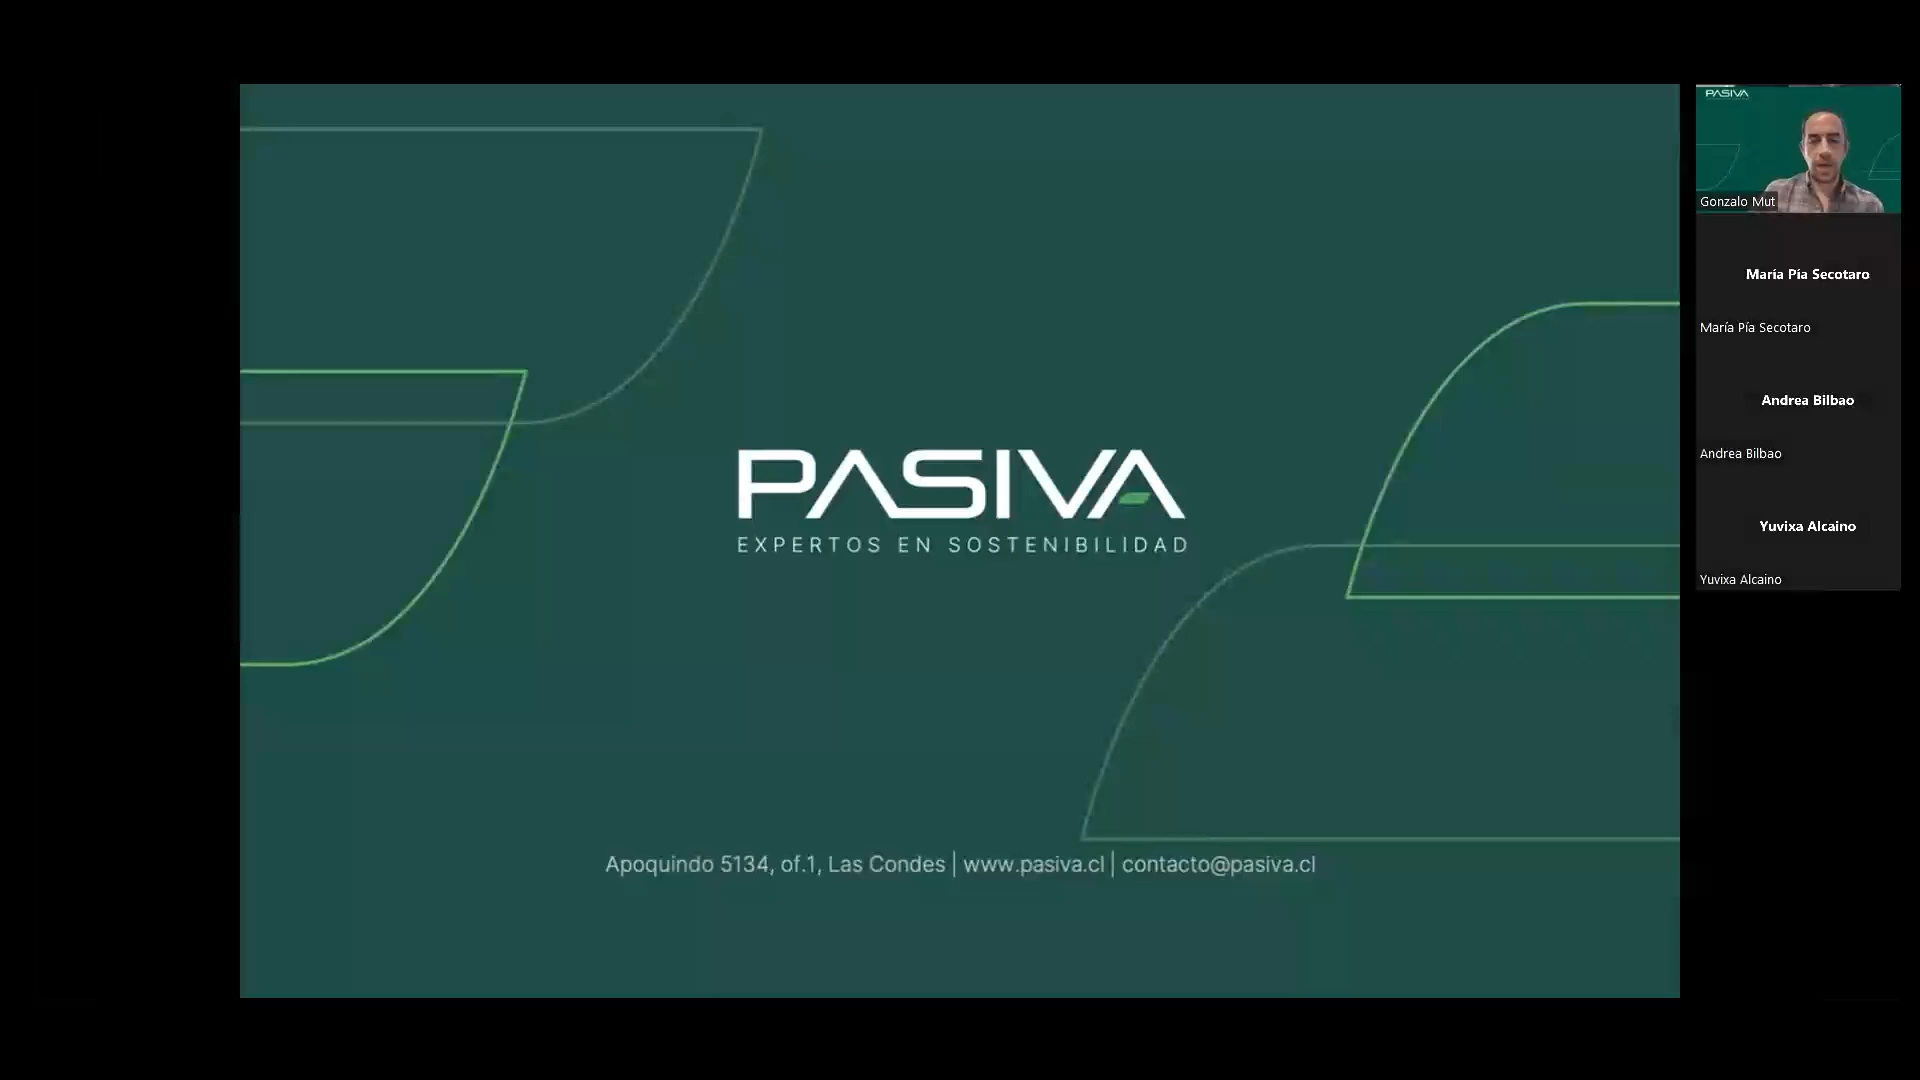 PASIVA
EXPERTOS EN SOSTENIBILIDAD
Apoquindo 5134, of.1, Las Condes | www.pasiva.cl | contacto@pasiva.cl
PASIVA
Gonzalo Mut
María Pía Secotaro
María Pía Secotaro
Andrea Bilbao
Andrea Bilbao
Yuvixa Alcaino
Yuvixa Alcaino